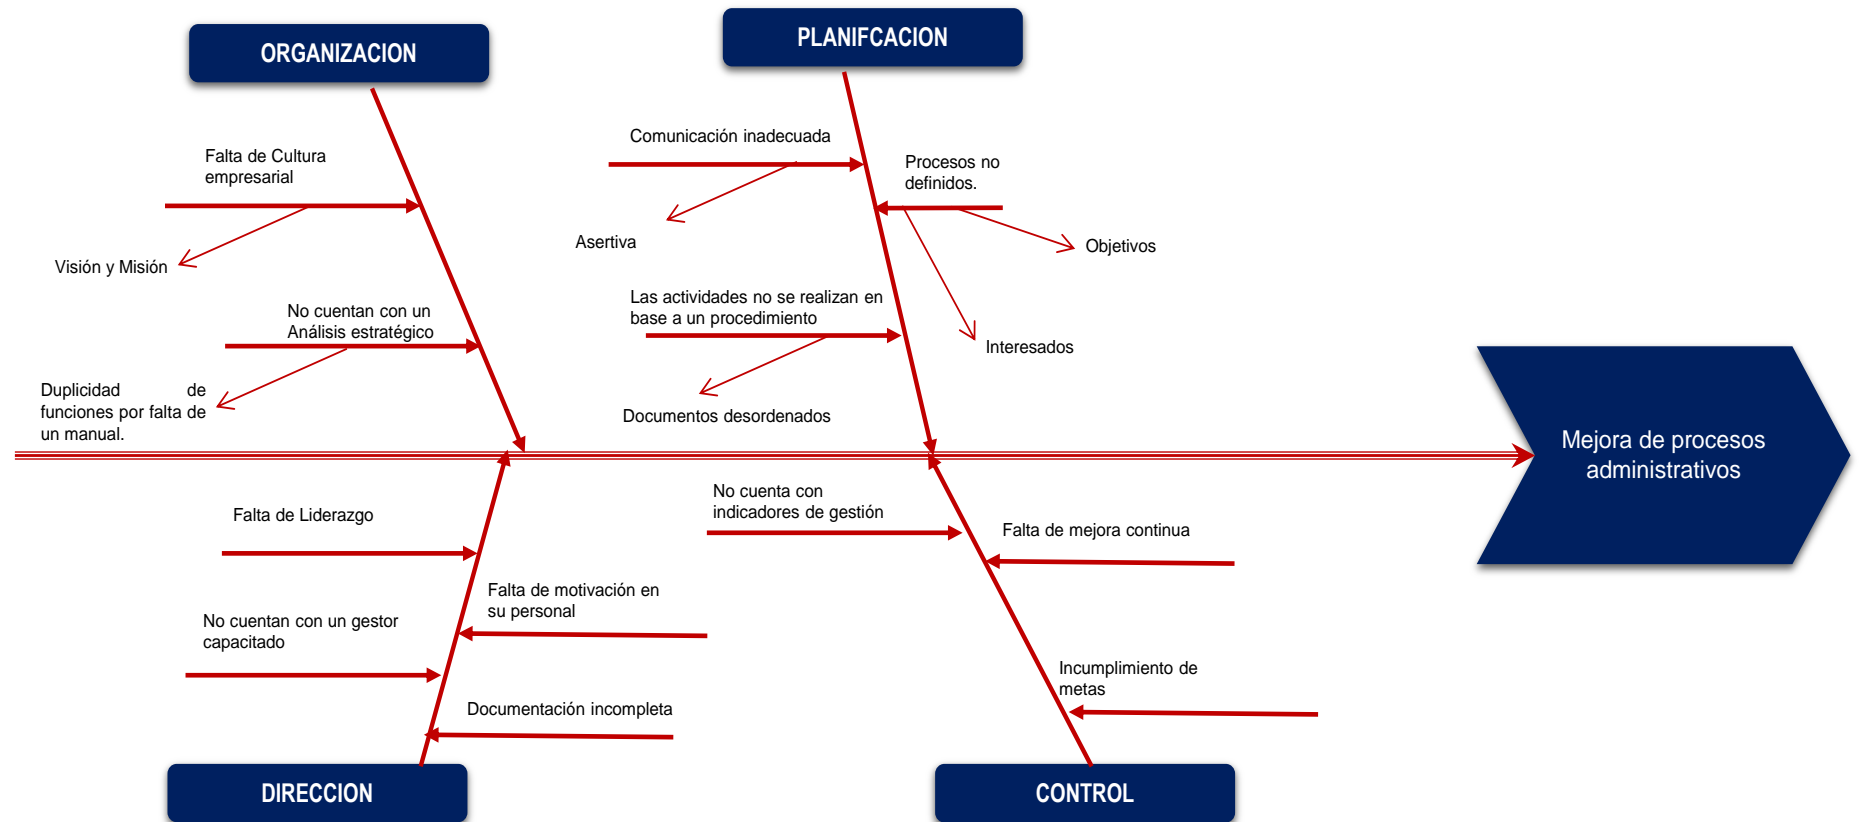 ORGANIZACION
PLANIFCACION
Falta de Cultura
empresarial
Visión y Misión
No cuentan con un
Análisis estratégico
Duplicidad de
funciones por falta de
un manual.
Comunicación inadecuada
Asertiva
Procesos no
definidos.
Objetivos
Interesados
Las actividades no se realizan en
base a un procedimiento
Documentos desordenados
Mejora de procesos
administrativos
Falta de Liderazgo
No cuentan con un gestor
capacitado
Falta de motivación en
su personal
Documentación incompleta
No cuenta con
indicadores de gestión
Falta de mejora continua
Incumplimiento de
metas
DIRECCION
CONTROL